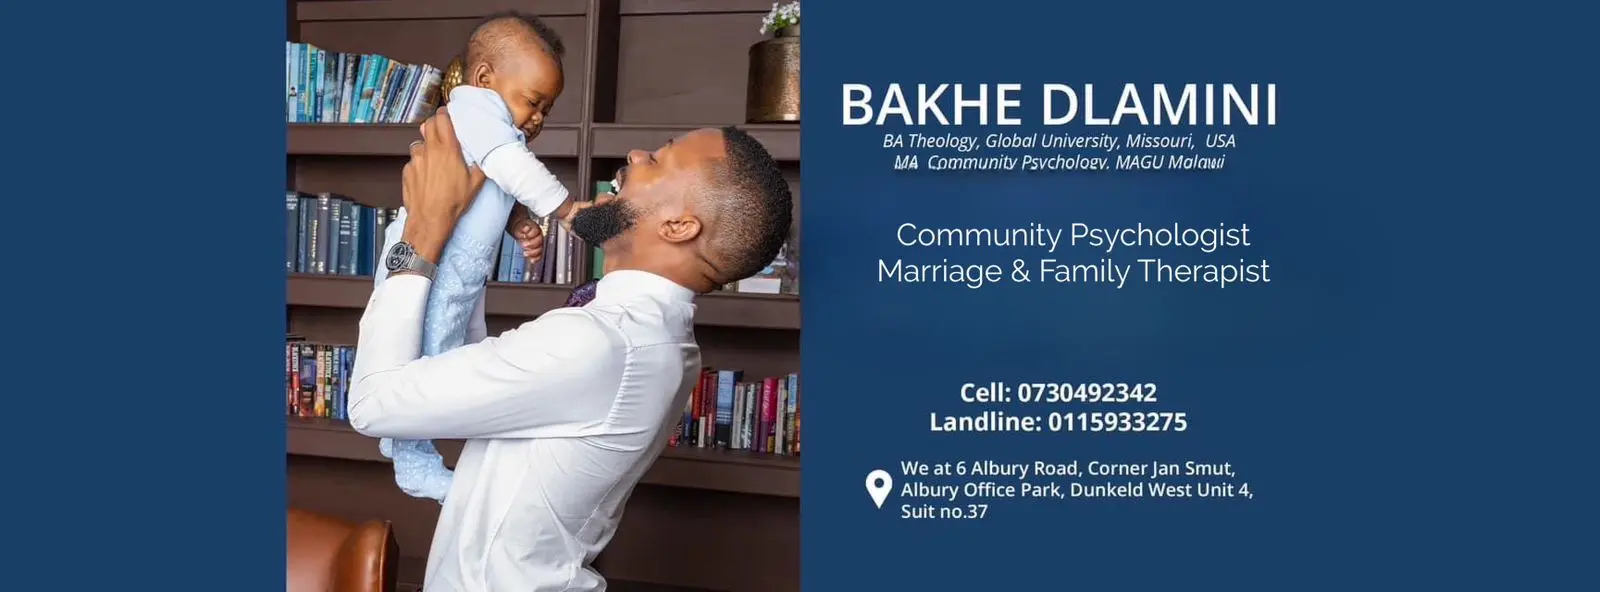 BAKHE DLAMINI
BA Theology, Global University, Missouri, USA
MA Community Psychology, MAGU Malawi
Community Psychologist
Marriage & Family Therapist
Cell: 0730492342
Landline: 0115933275
We at 6 Albury Road, Corner Jan Smut,
Albury Office Park, Dunkeld West Unit 4,
Suit no.37